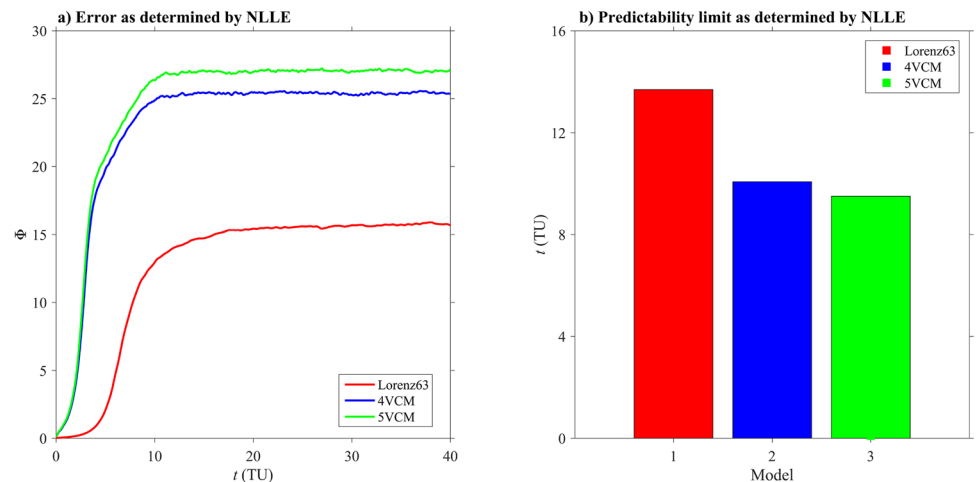 a) Error as determined by NLLE
30
25
20
15
10
5
0
Φ
0 10 20 30 40
t (TU)
Lorenz63
4VCM
5VCM
b) Predictability limit as determined by NLLE
16
12
8
4
0
t (TU)
1 2 3
Model
Lorenz63
4VCM
5VCM